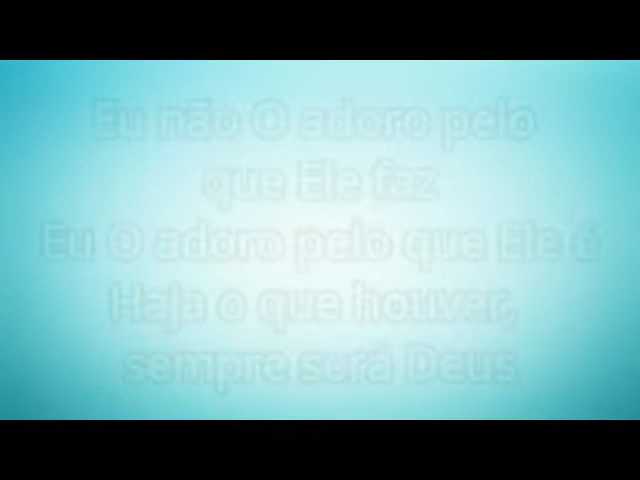 Eu não O adoro pelo
que Ele faz
Eu O adoro pelo que Ele é
Haja o que houver,
sempre será Deus